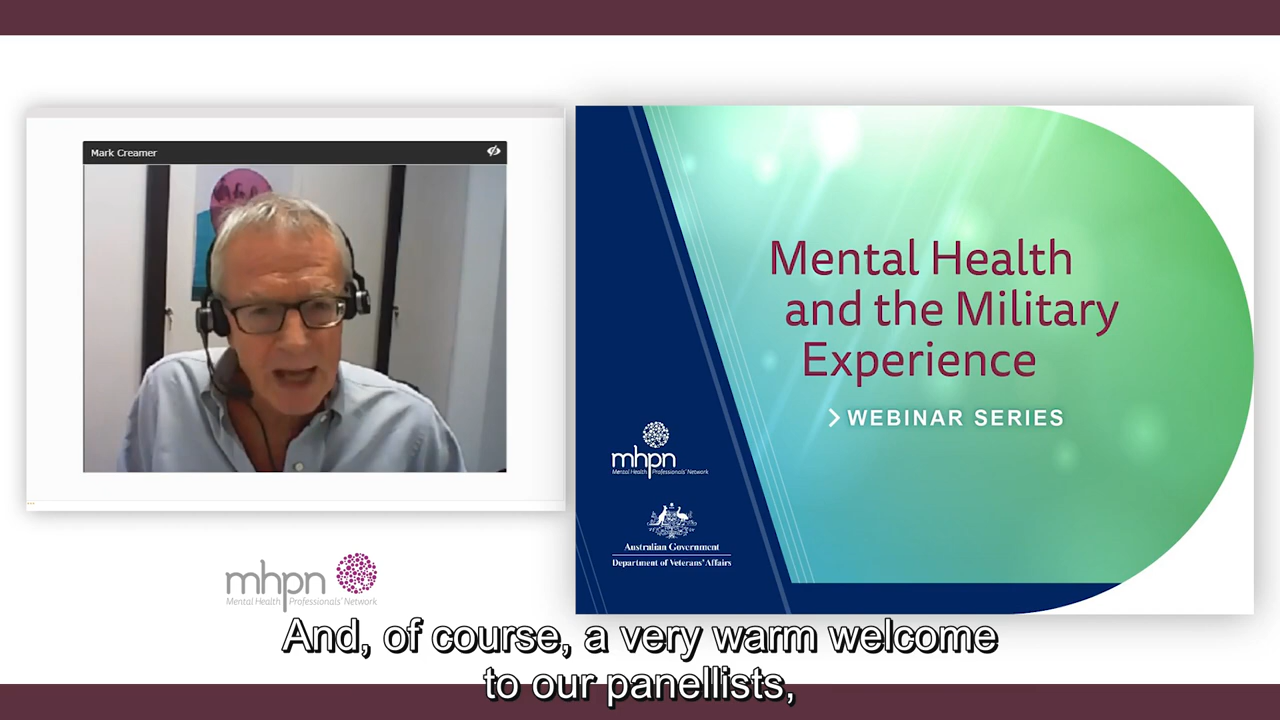 Mark Creamer
Mental Health
and the Military
Experience
WEBINAR SERIES
mhpn
Mental Health Professionals' Network
Australian Government
Department of Veterans' Affairs
mhpn
Mental Health Professionals' Network
And, of course, a very warm welcome
to our panellists,